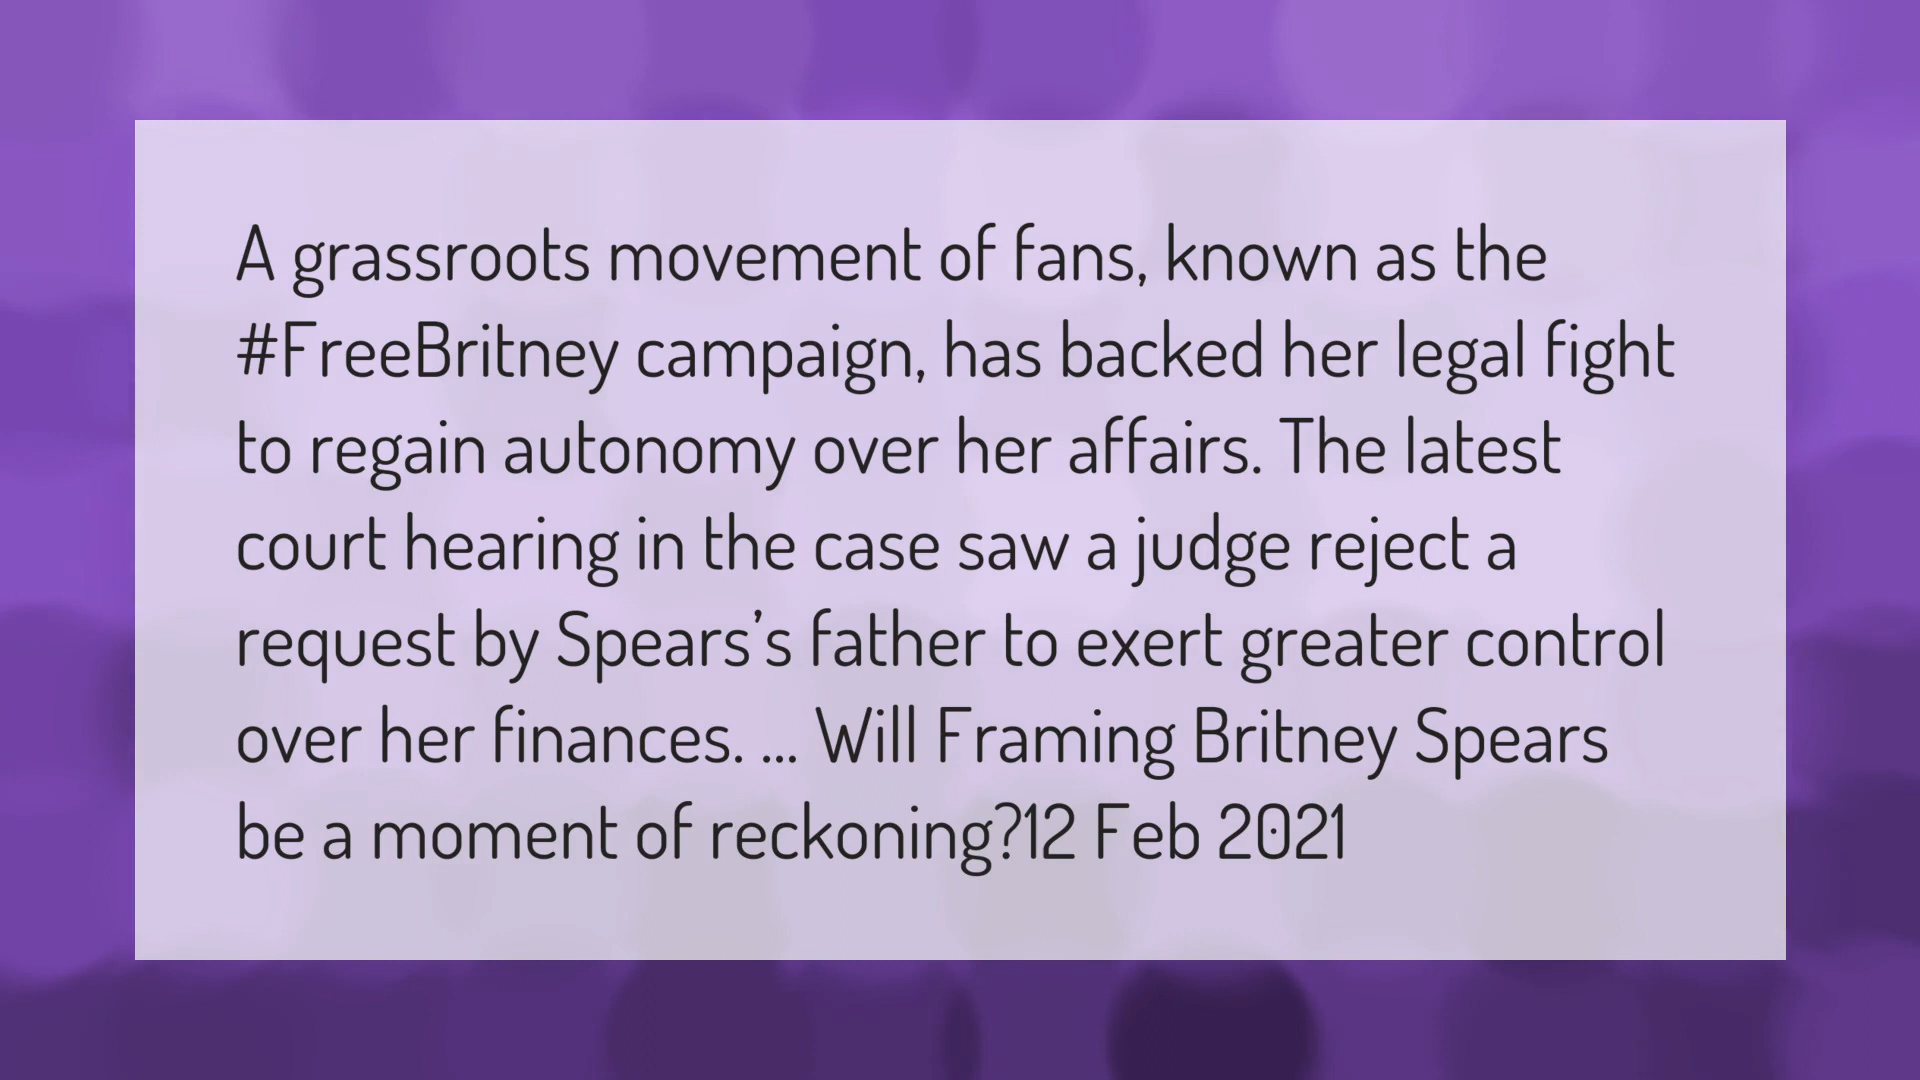 A grassroots movement of fans, known as the
#FreeBritney campaign, has backed her legal fight
to regain autonomy over her affairs. The latest
court hearing in the case saw a judge reject a
request by Spears’s father to exert greater control
over her finances. ... Will Framing Britney Spears
be a moment of reckoning?12 Feb 2021